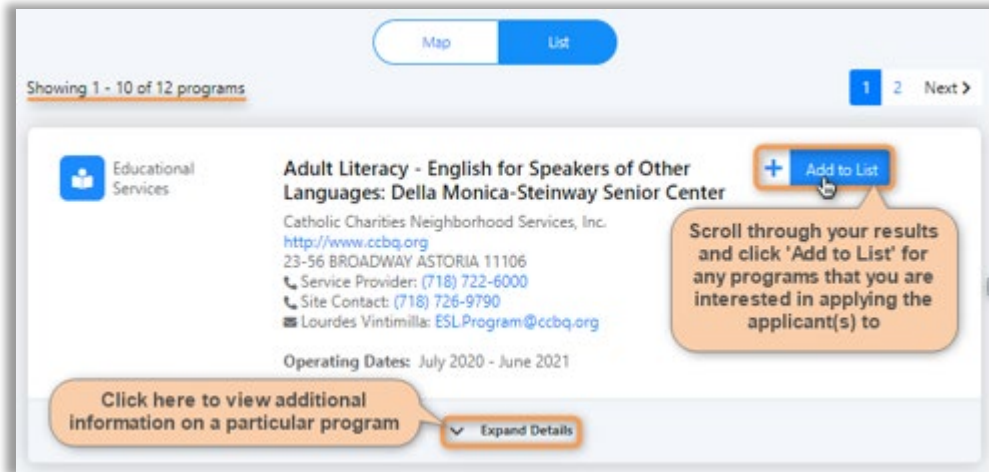 Map List
Showing 1 - 10 of 12 programs
1 2 Next >
Educational
Services
Adult Literacy - English for Speakers of Other
Languages: Della Monica-Steinway Senior Center
Catholic Charities Neighborhood Services, Inc.
http://www.ccbq.org
23-56 BROADWAY ASTORIA 11106
Service Provider: (718) 722-6000
Site Contact: (718) 726-9790
Lourdes Vintimilla: ESL.Program@ccbq.org
Operating Dates: July 2020 - June 2021
+ Add to List
Scroll through your results
and click 'Add to List' for
any programs that you are
interested in applying the
applicant(s) to
Click here to view additional
information on a particular program
Expand Details